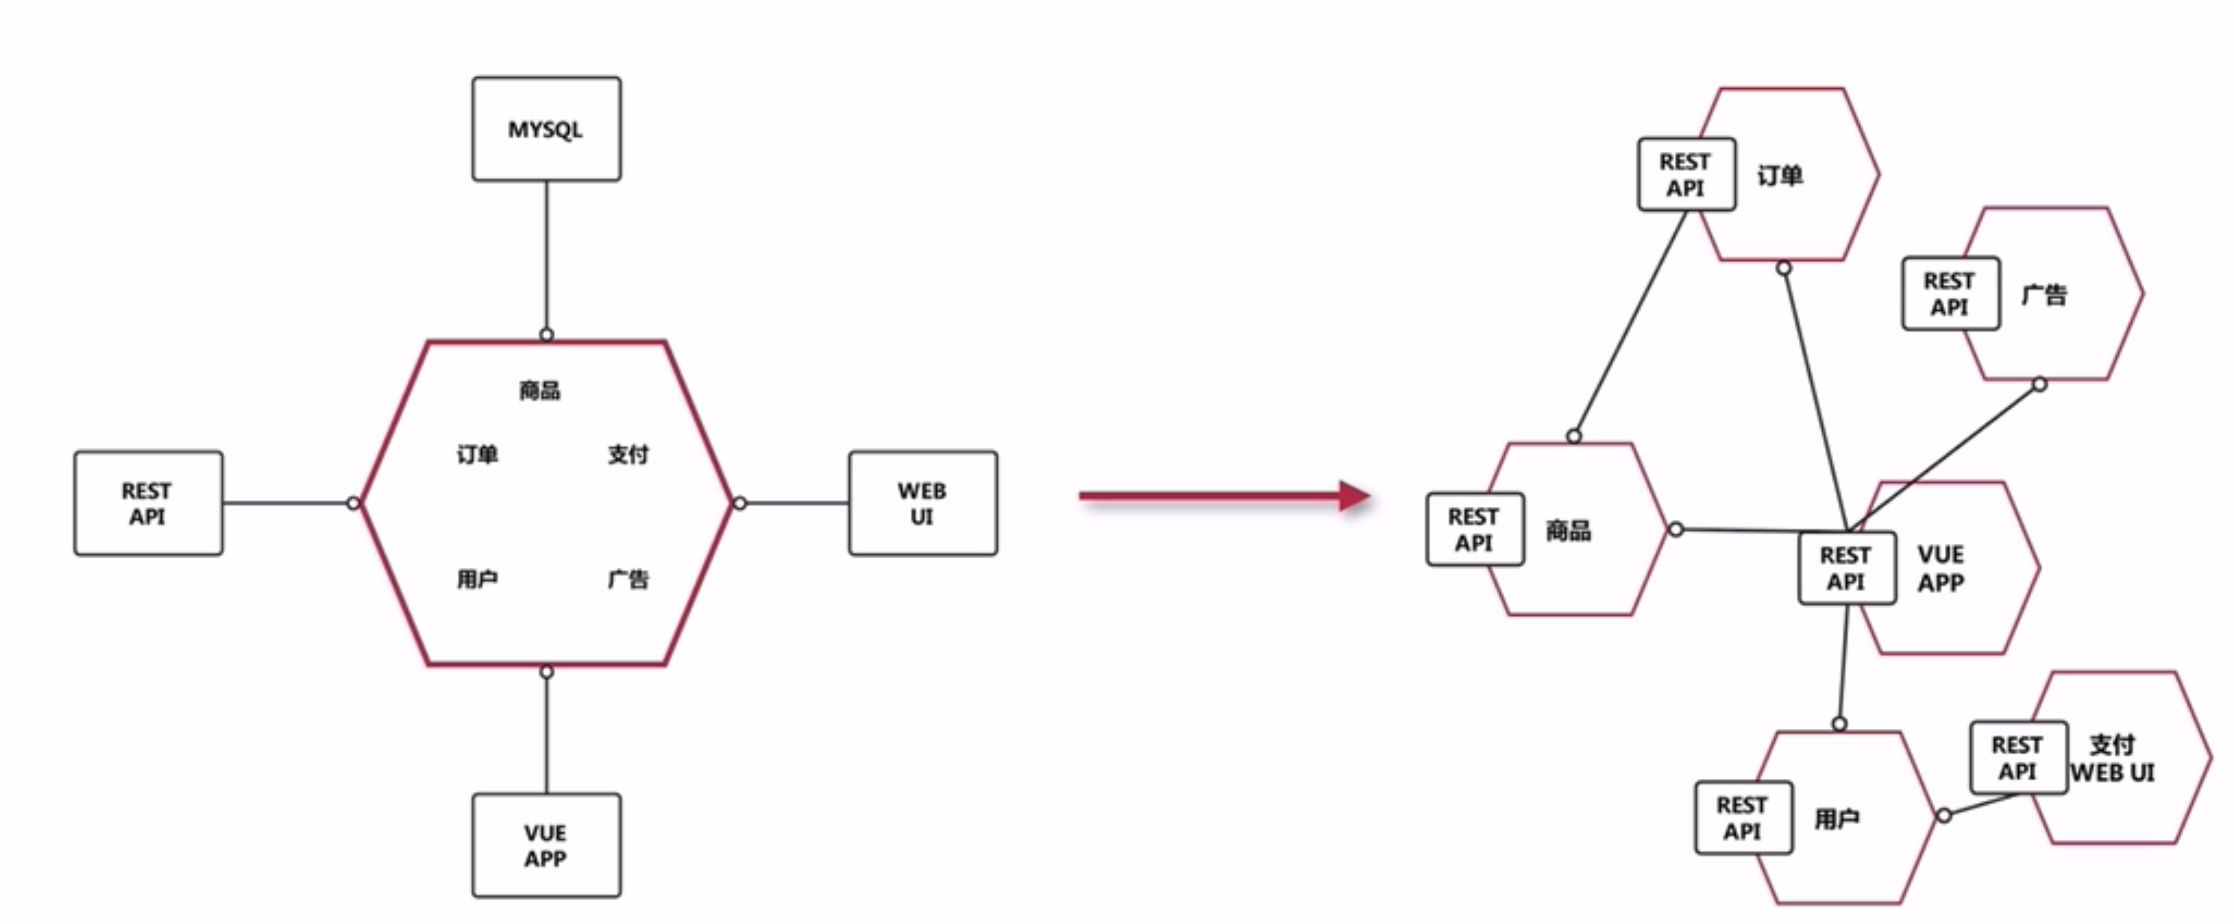 MYSQL
商品
订单
支付
REST
API
WEB
UI
用户
广告
VUE
APP
REST
API
订单
REST
API
广告
REST
API
商品
REST
API
VUE
APP
REST
API
支付
WEB UI
REST
API
用户